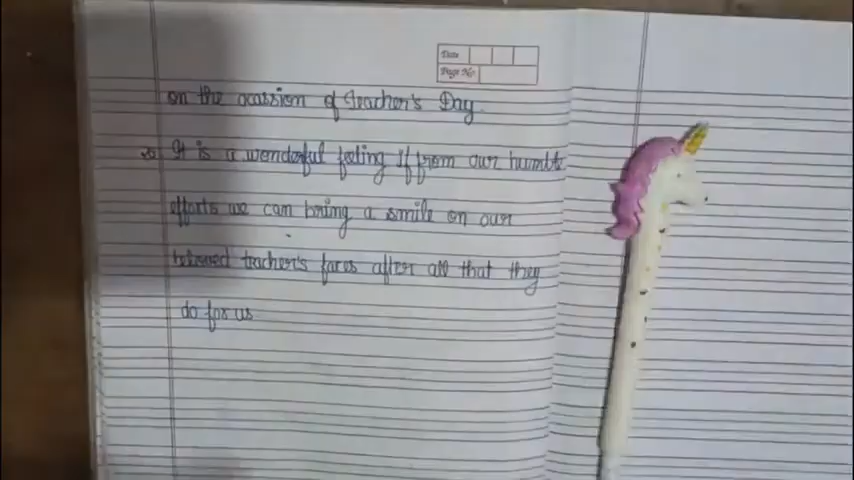 Date
Page No.
on the ocassion of Teacher's Day.
It is a wonderful feeling If from our humble
efforts we can bring a smile on our
beloved teacher's faces after all that they
do for us